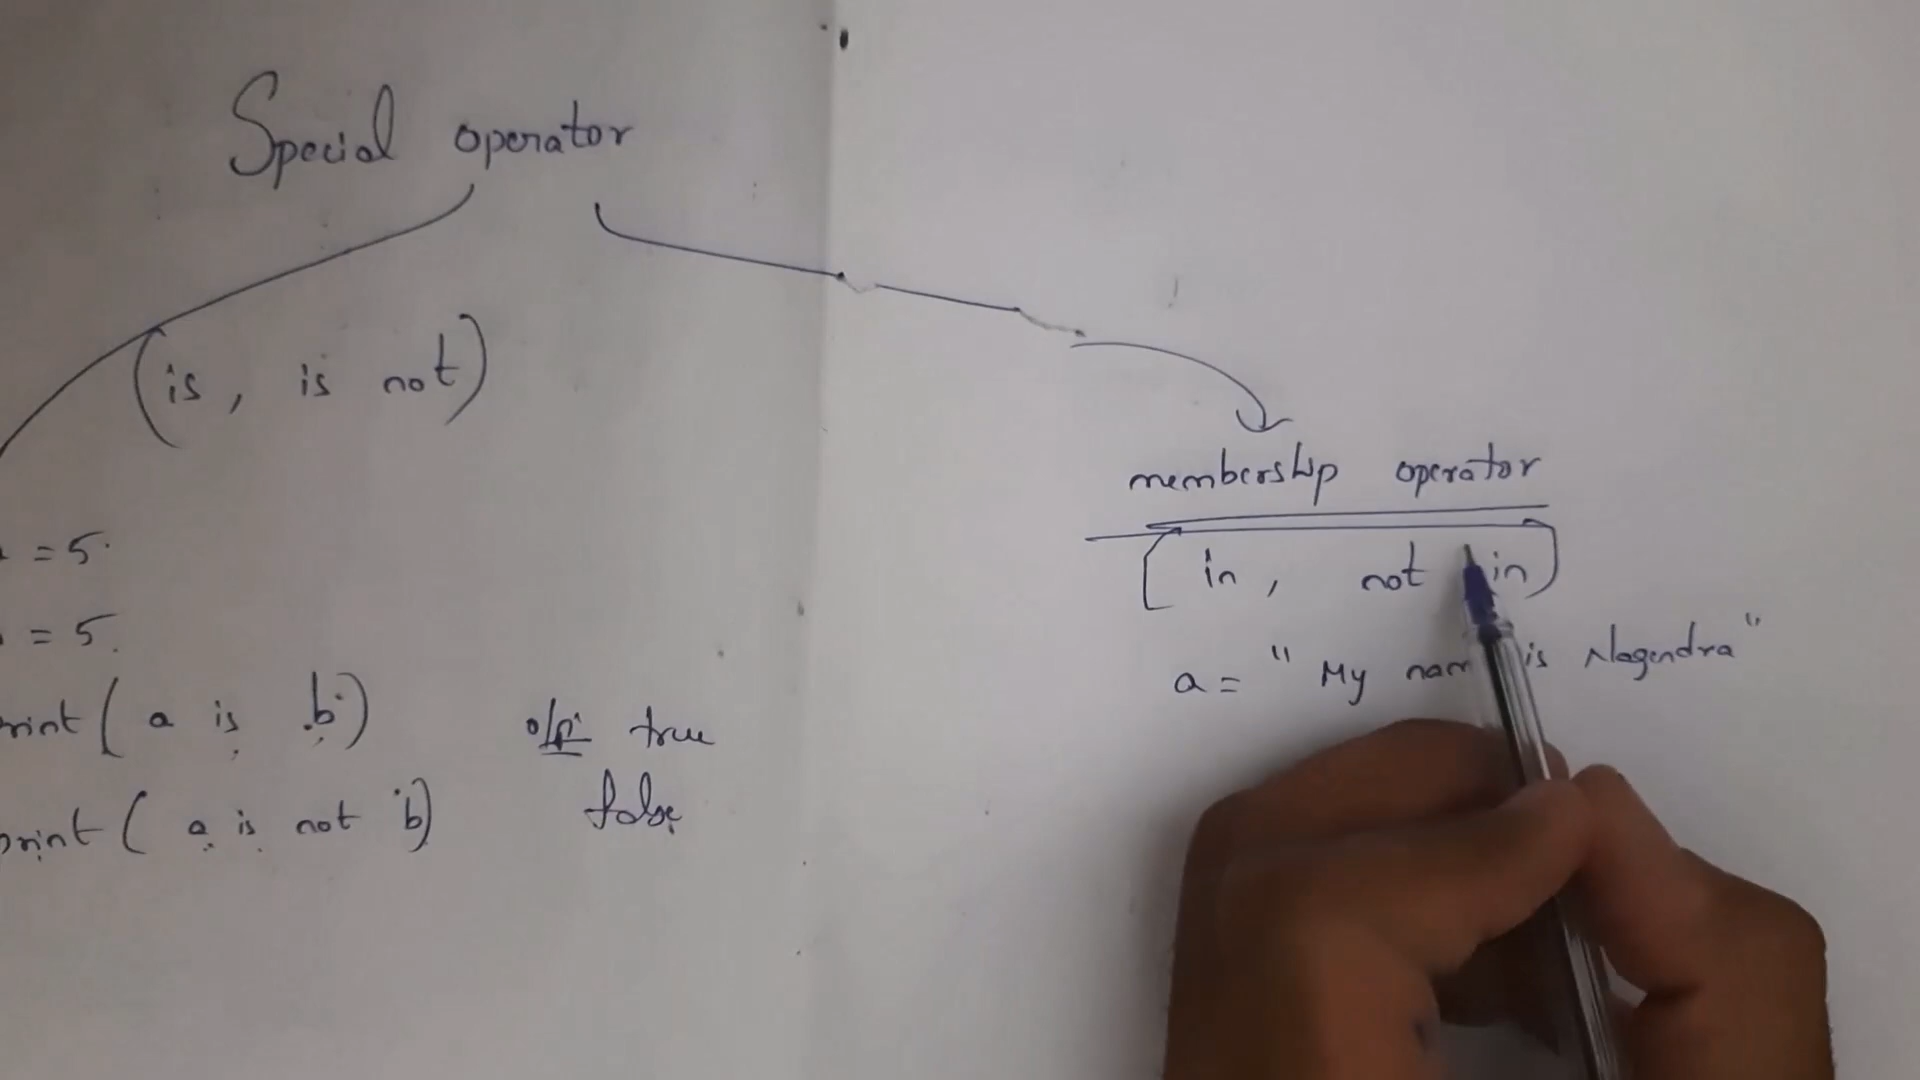 Special operator
(is, is not)
= 5
= 5
print( a is b)
o/p true
print( a is not b)
false
membership operator
[in, not in)
a = "My is Nagendra"